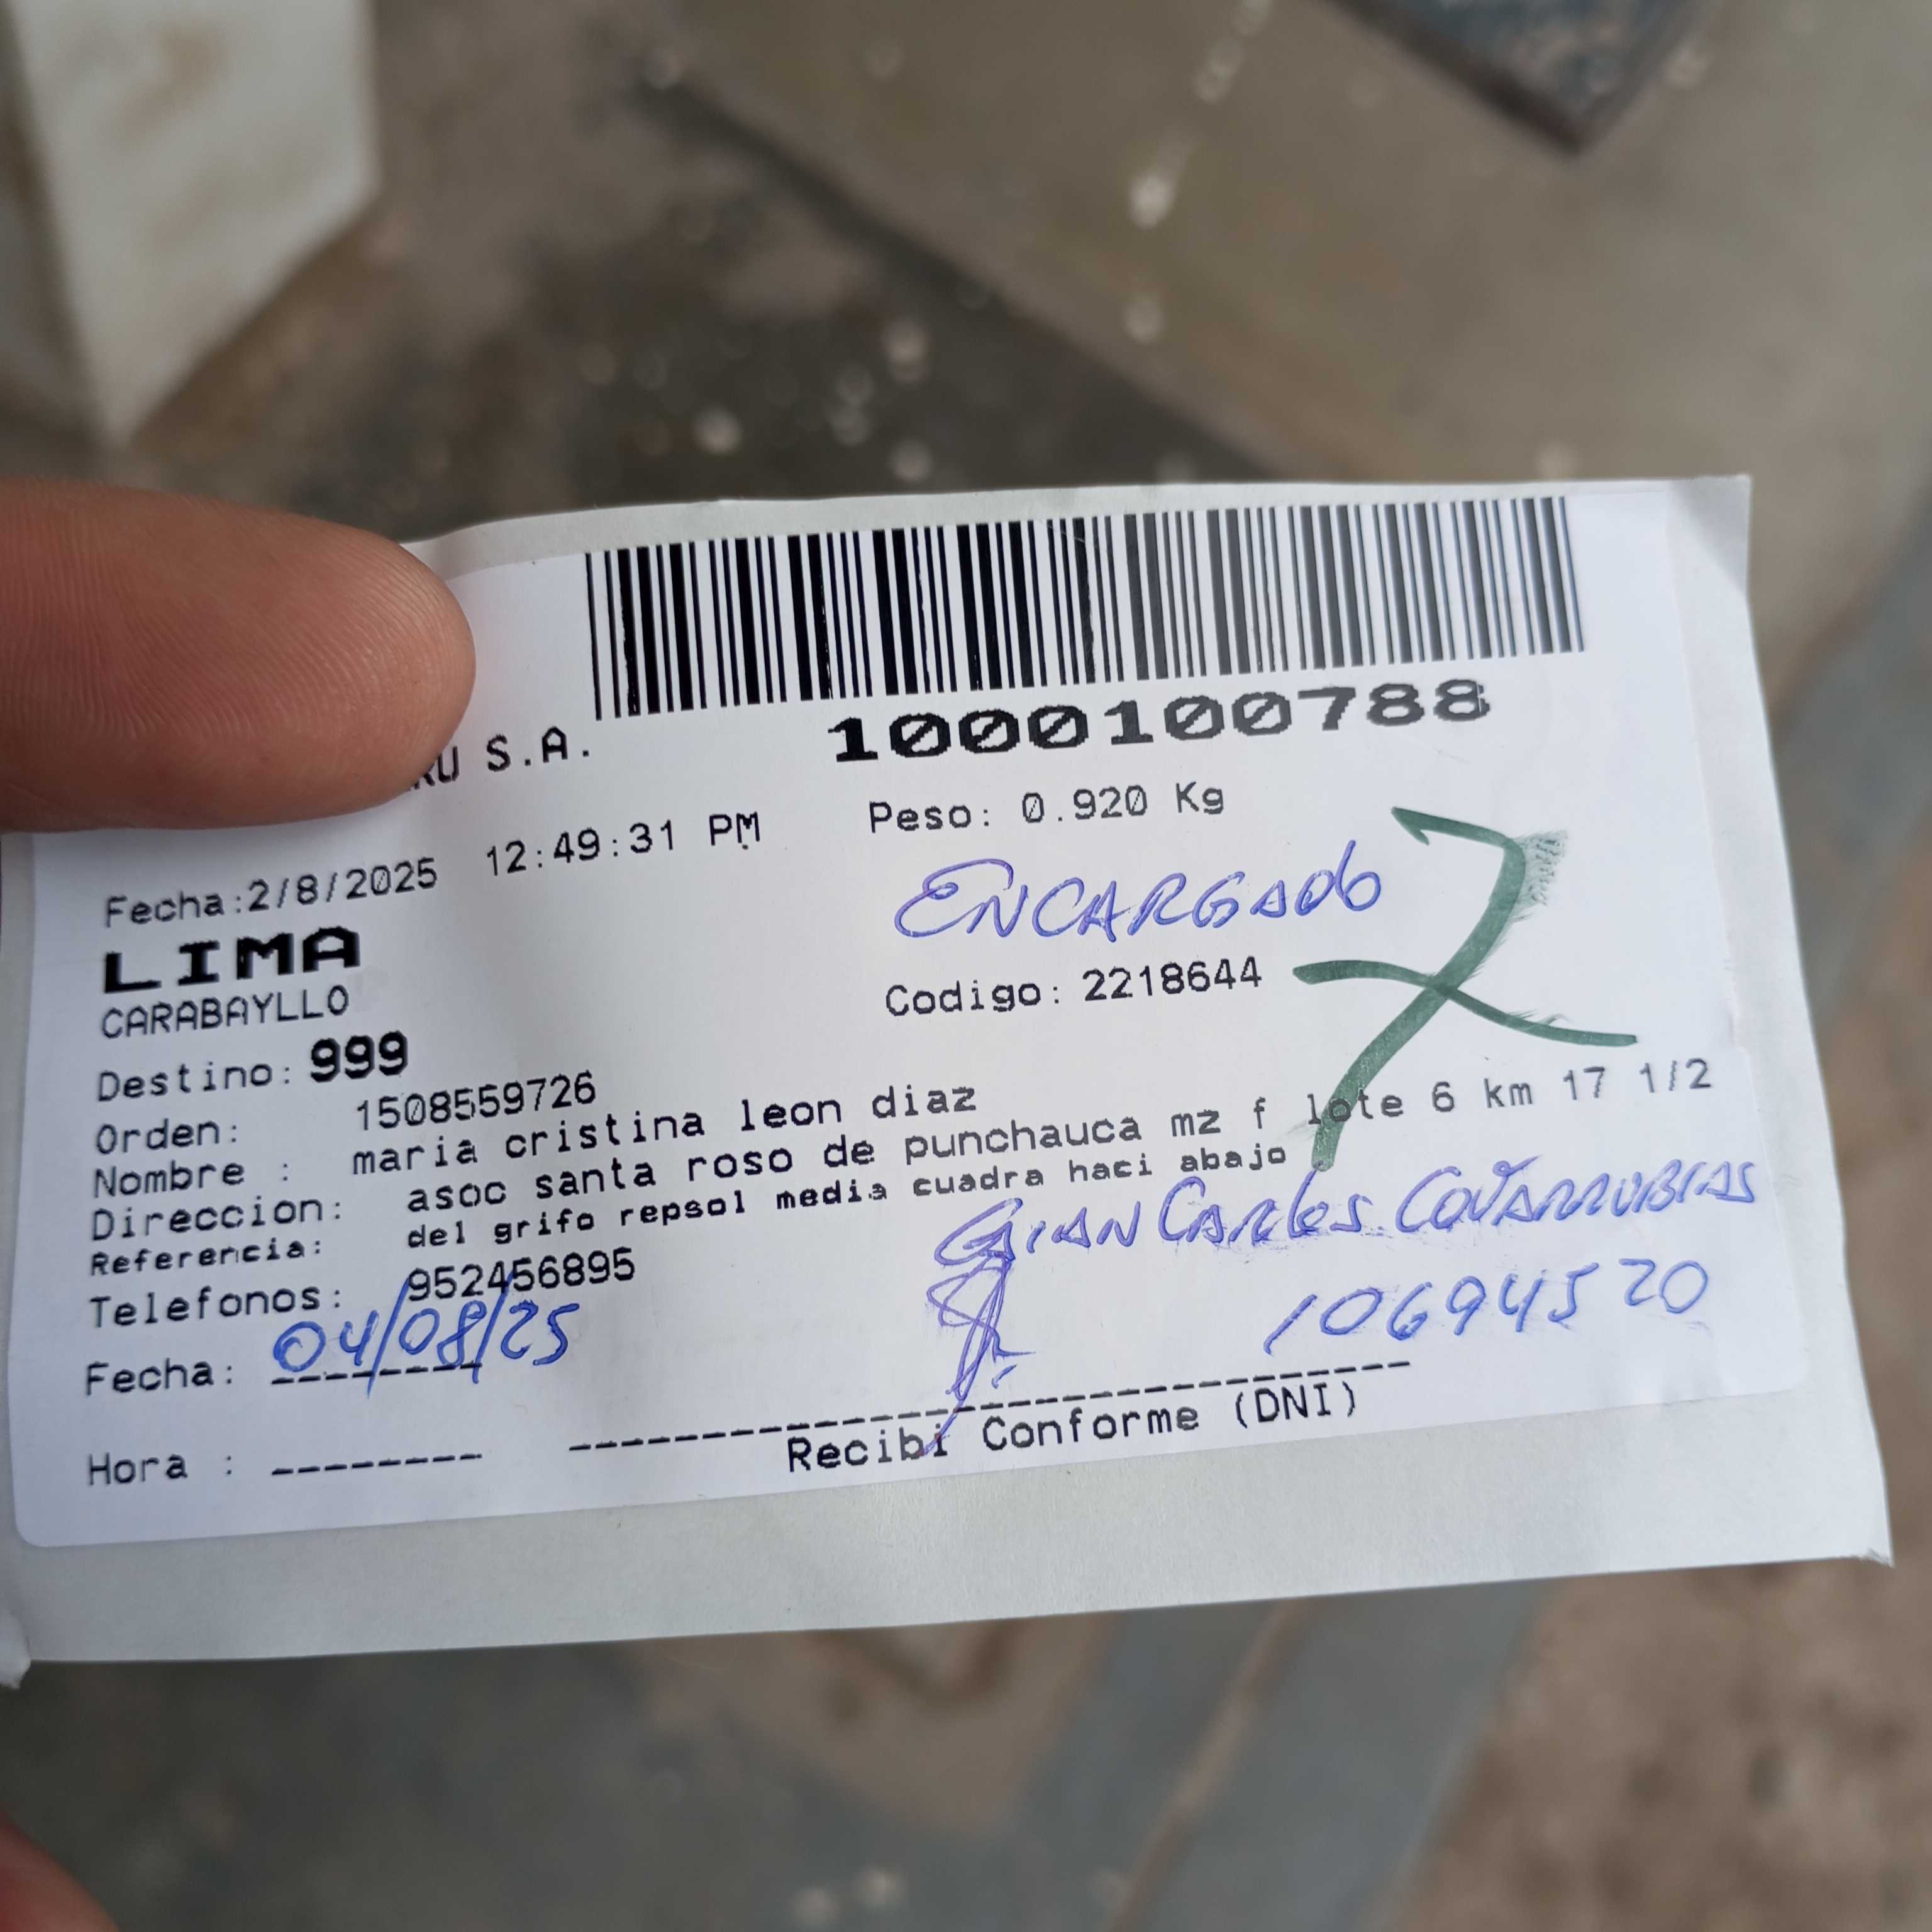 S.A.
1000100788
Fecha:2/8/2025 12:49:31 PM
Peso: 0.920 Kg
LIMA
ENCARGADO
CARABAYLLO
Codigo: 2218644
7
Destino: 999
Orden: 1508559726
Nombre : maria cristina leon diaz
Direccion: asoc santa roso de punchauca mz f lote 6 km 17 1/2
Referencia: del grifo repsol media cuadra haci abajo
Telefonos: 952456895
GIAN CARLOS COVARRUBIAS
Fecha: 04/08/25
10694520
Hora :
Recibi Conforme (DNI)